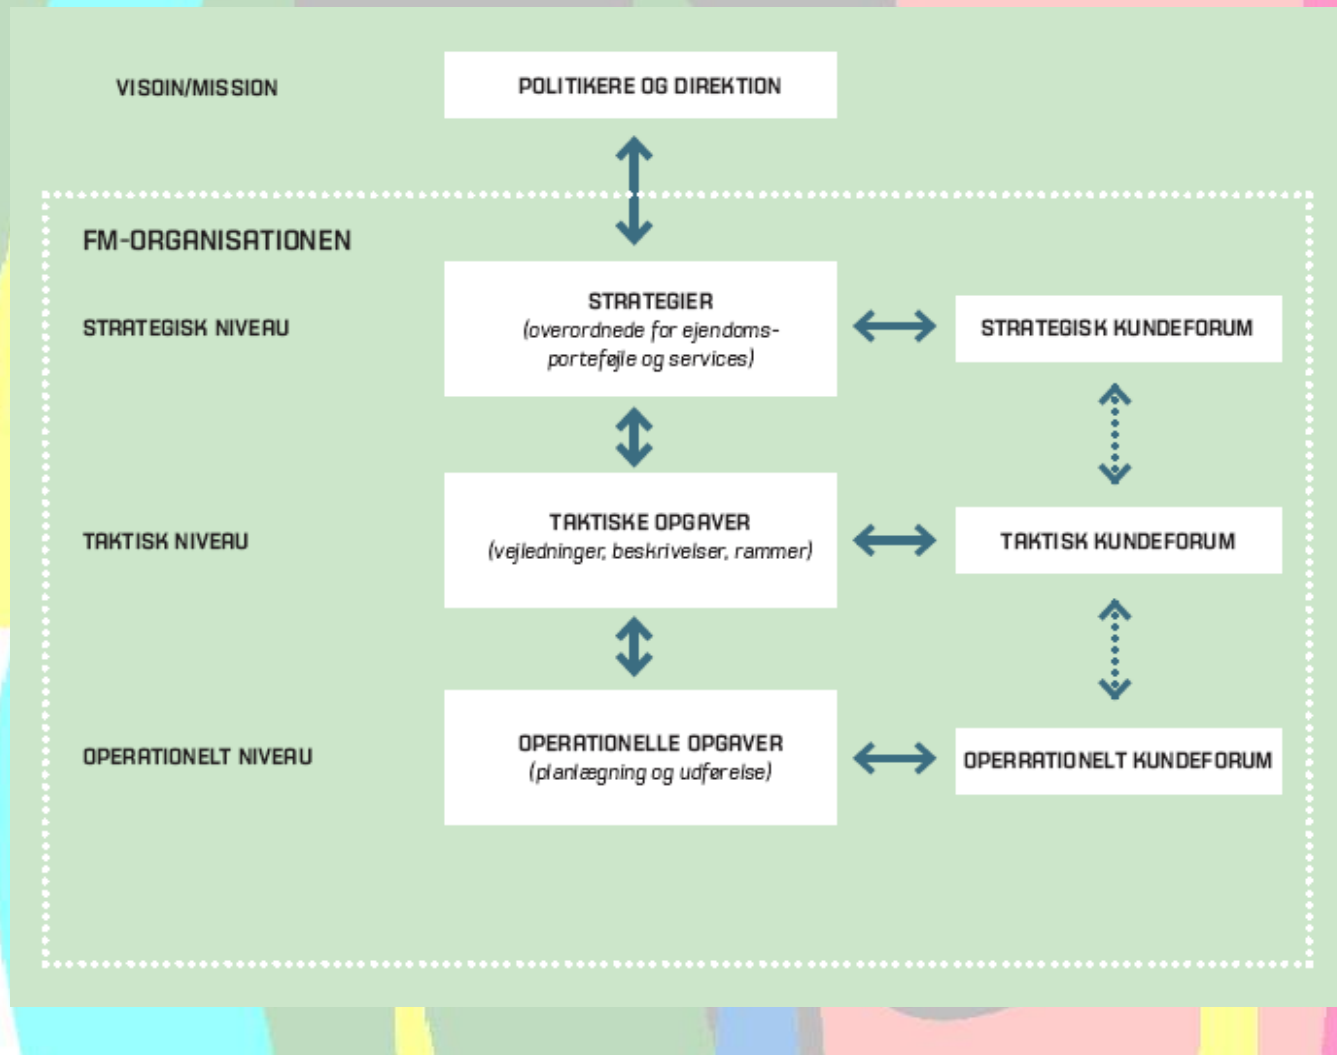 VISOIN/MISSION
POLITIKERE OG DIREKTION
FM-ORGANISATIONEN
STRATEGISK NIVEAU
STRATEGIER
(overordnede for ejendoms-
porteføjle og services)
STRATEGISK KUNDEFORUM
TAKTISK NIVEAU
TAKTISKE OPGAVER
(vejledninger, beskrivelser, rammer)
TAKTISK KUNDEFORUM
OPERATIONELT NIVEAU
OPERATIONELLE OPGAVER
(planlægning og udførelse)
OPERRATIONELT KUNDEFORUM